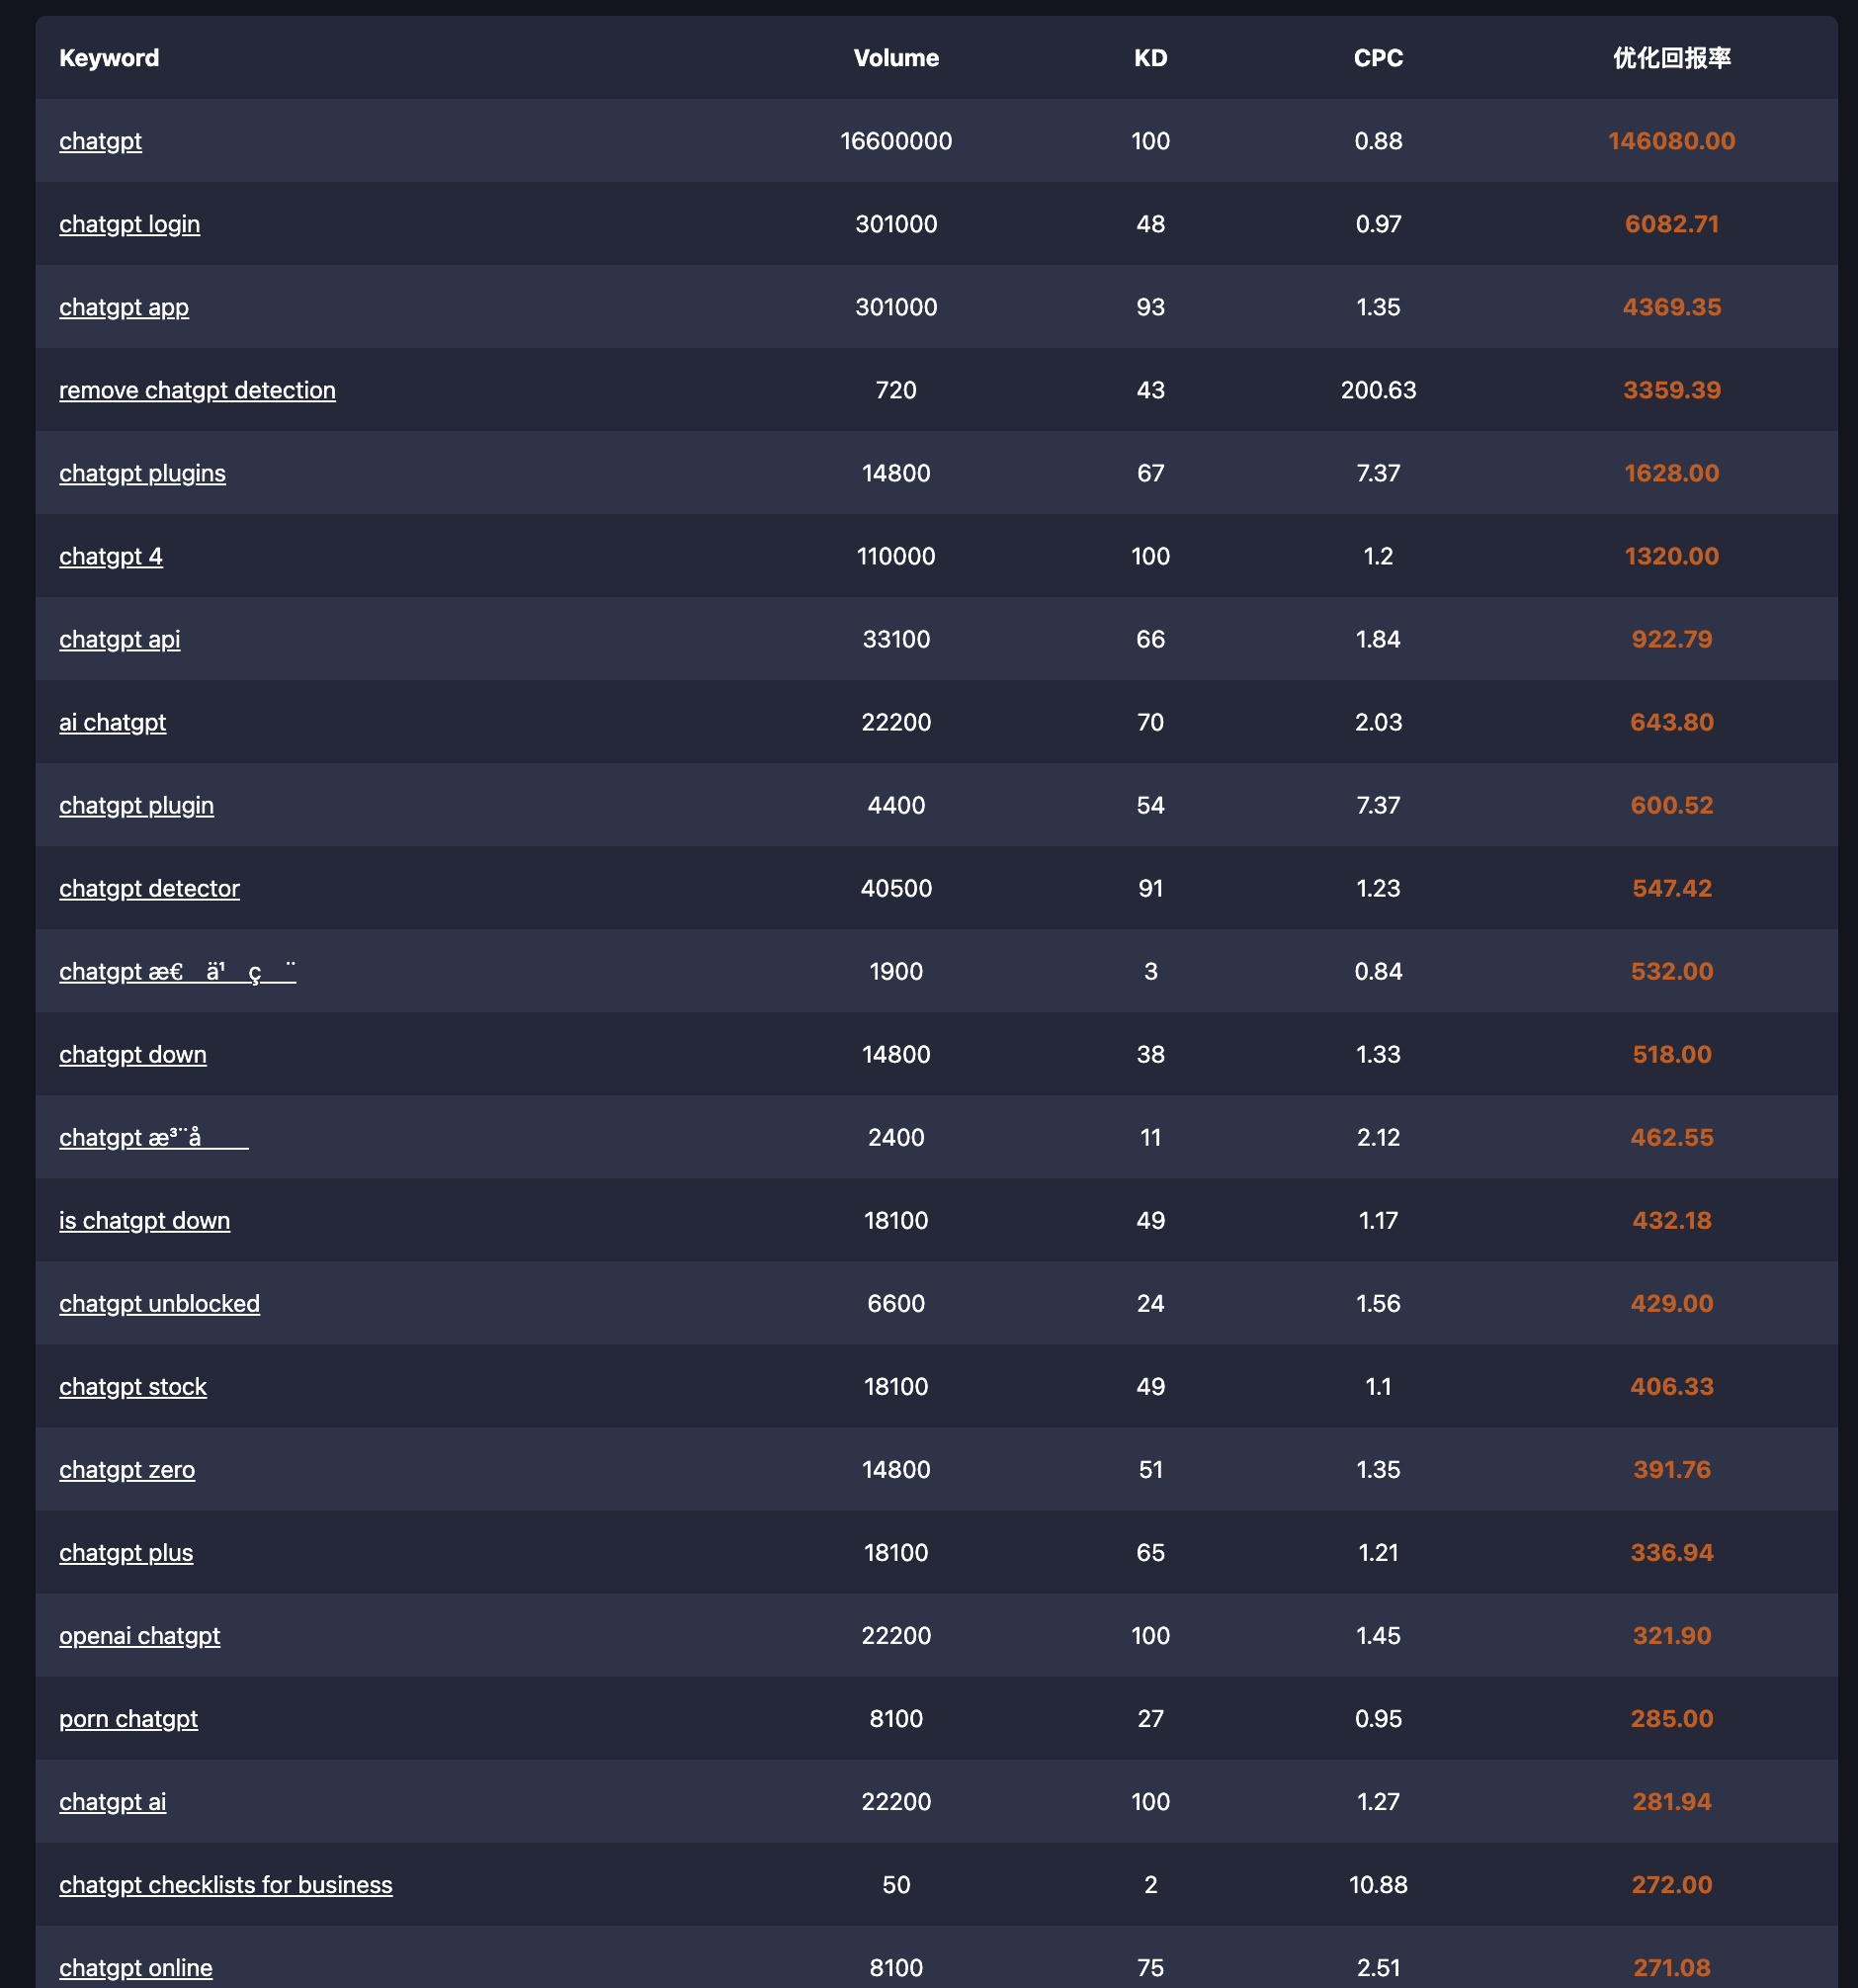 Keyword Volume KD CPC 优化回报率
chatgpt 16600000 100 0.88 146080.00
chatgpt login 301000 48 0.97 6082.71
chatgpt app 301000 93 1.35 4369.35
remove chatgpt detection 720 43 200.63 3359.39
chatgpt plugins 14800 67 7.37 1628.00
chatgpt 4 110000 100 1.2 1320.00
chatgpt api 33100 66 1.84 922.79
ai chatgpt 22200 70 2.03 643.80
chatgpt plugin 4400 54 7.37 600.52
chatgpt detector 40500 91 1.23 547.42
chatgpt æ€__ä¹__ç__¨ 1900 3 0.84 532.00
chatgpt down 14800 38 1.33 518.00
chatgpt æ³¨å____ 2400 11 2.12 462.55
is chatgpt down 18100 49 1.17 432.18
chatgpt unblocked 6600 24 1.56 429.00
chatgpt stock 18100 49 1.1 406.33
chatgpt zero 14800 51 1.35 391.76
chatgpt plus 18100 65 1.21 336.94
openai chatgpt 22200 100 1.45 321.90
porn chatgpt 8100 27 0.95 285.00
chatgpt ai 22200 100 1.27 281.94
chatgpt checklists for business 50 2 10.88 272.00
chatgpt online 8100 75 2.51 271.08